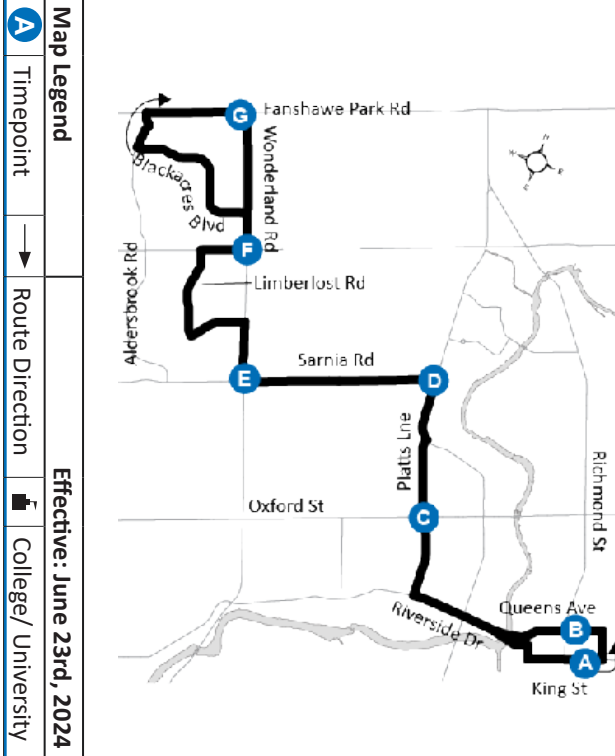 Map Legend
Effective: June 23rd, 2024
A
Timepoint
Route Direction
College/ University
G
Fanshawe Park Rd
Wonderland Rd
Blackacres Blvd
F
Limberlost Rd
Aldersbrook Rd
E
Sarnia Rd
D
Platts Lne
Richmond St
Oxford St
C
Riverside Dr
Queens Ave
B
A
King St